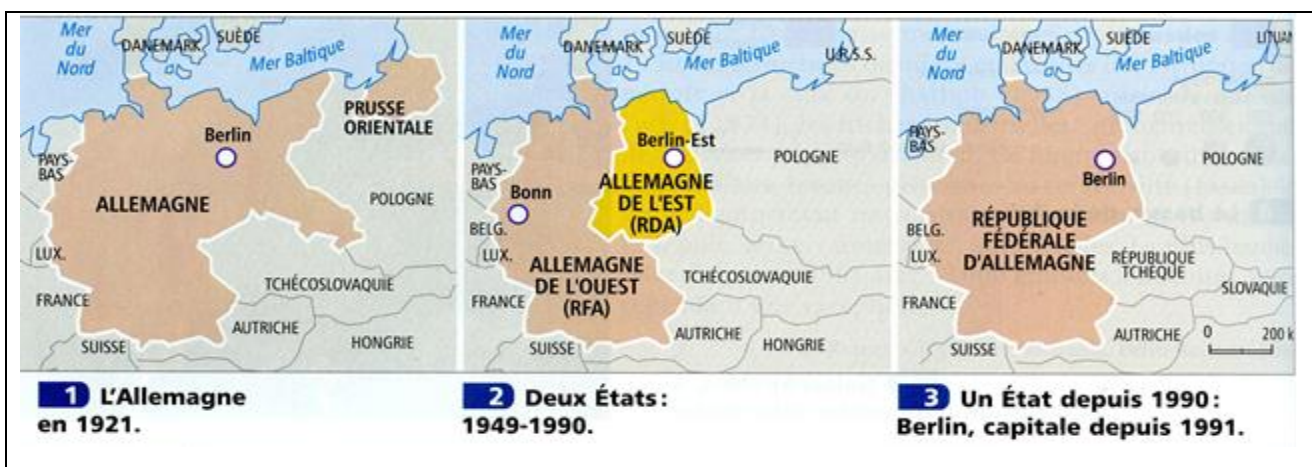 Mer
du
Nord
DANEMARK
SUÈDE
Mer Baltique
PRUSSE
ORIENTALE
Berlin
PAYS-
BAS
ALLEMAGNE
POLOGNE
LUX.
TCHÉCOSLOVAQUIE
FRANCE
AUTRICHE
HONGRIE
SUISSE
1 L'Allemagne
en 1921.
Mer
du
Nord
DANEMARK
SUÈDE
U.R.S.S.
Mer Baltique
Berlin-Est
POLOGNE
PAYS-
BAS
Bonn
ALLEMAGNE
DE L'EST
(RDA)
BELG.
LUX.
ALLEMAGNE
DE L'OUEST
(RFA)
TCHÉCOSLOVAQUIE
FRANCE
AUTRICHE
HONGRIE
SUISSE
2 Deux États :
1949-1990.
Mer
du
Nord
DANEMARK
SUÈDE
LITUAN
Mer Baltique
PAYS-
BAS
Berlin
POLOGNE
BELG.
RÉPUBLIQUE
FÉDÉRALE
D'ALLEMAGNE
LUX.
RÉPUBLIQUE
TCHÈQUE
SLOVAQUIE
FRANCE
AUTRICHE
SUISSE
0 200 k
3 Un État depuis 1990 :
Berlin, capitale depuis 1991.